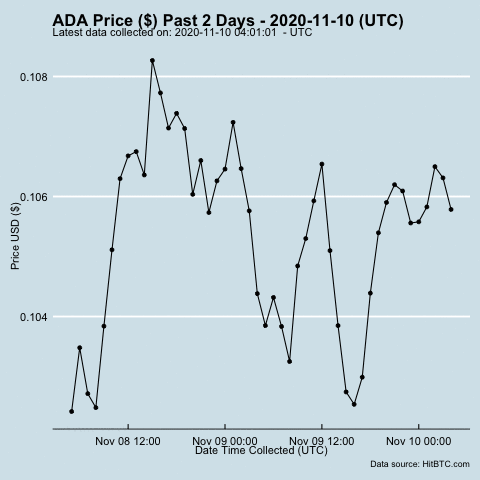 ADA Price ($) Past 2 Days - 2020-11-10 (UTC)
Latest data collected on: 2020-11-10 04:01:01 - UTC
0.108
0.106
0.104
Price USD ($)
Nov 08 12:00 Nov 09 00:00 Nov 09 12:00 Nov 10 00:00
Date Time Collected (UTC)
Data source: HitBTC.com